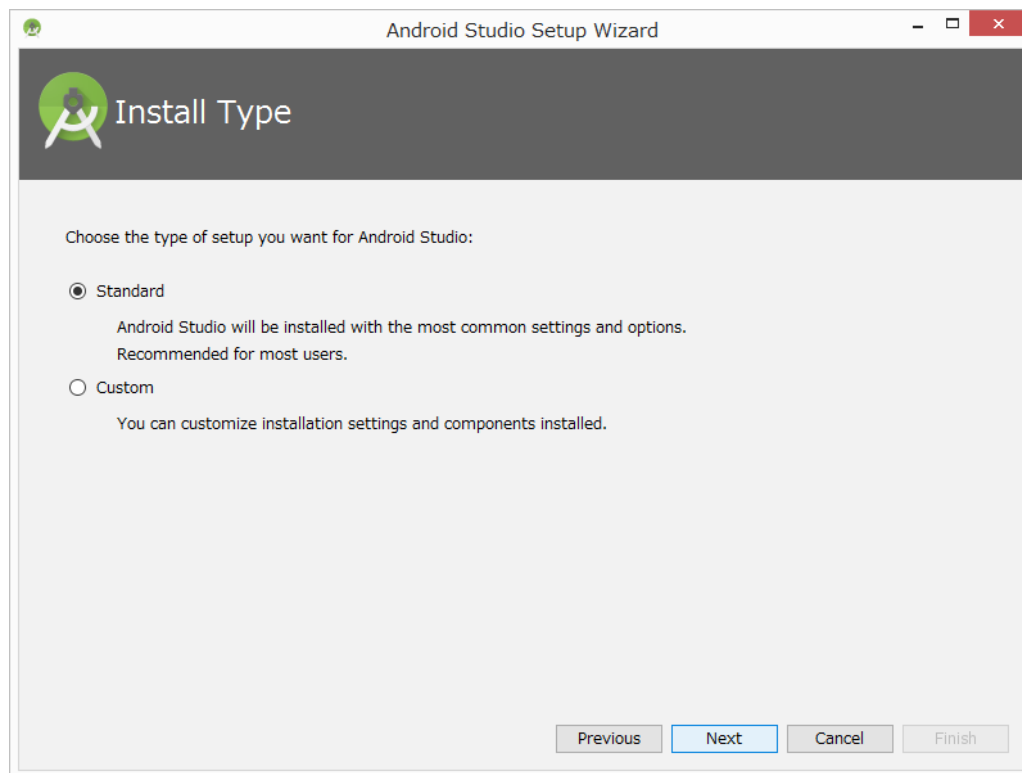 Android Studio Setup Wizard
Install Type
Choose the type of setup you want for Android Studio:
Standard
Android Studio will be installed with the most common settings and options.
Recommended for most users.
Custom
You can customize installation settings and components installed.
Previous Next Cancel Finish